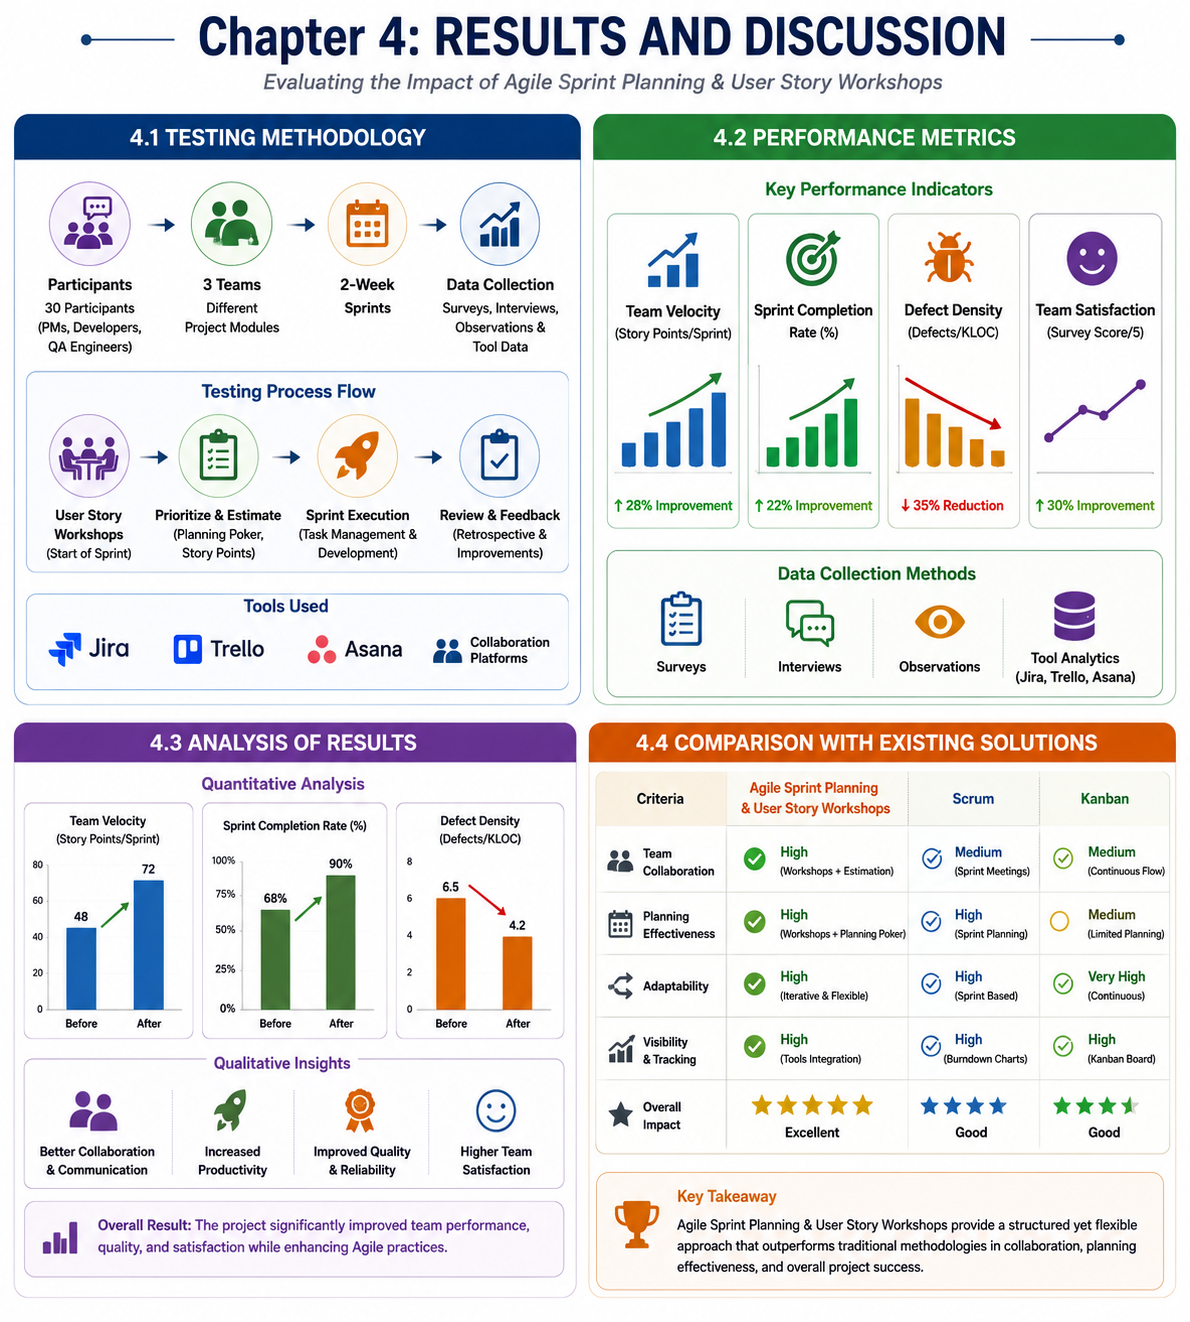 Chapter 4: RESULTS AND DISCUSSION
Evaluating the Impact of Agile Sprint Planning & User Story Workshops
4.1 TESTING METHODOLOGY
Participants
30 Participants
(PMs, Developers,
QA Engineers)
3 Teams
Different
Project Modules
2-Week
Sprints
Data Collection
Surveys, Interviews,
Observations &
Tool Data
Testing Process Flow
User Story
Workshops
(Start of Sprint)
Prioritize & Estimate
(Planning Poker,
Story Points)
Sprint Execution
(Task Management &
Development)
Review & Feedback
(Retrospective &
Improvements)
Tools Used
Jira
Trello
Asana
Collaboration
Platforms
4.2 PERFORMANCE METRICS
Key Performance Indicators
Team Velocity
(Story Points/Sprint)
↑ 28% Improvement
Sprint Completion
Rate (%)
↑ 22% Improvement
Defect Density
(Defects/KLOC)
↓ 35% Reduction
Team Satisfaction
(Survey Score/5)
↑ 30% Improvement
Data Collection Methods
Surveys
Interviews
Observations
Tool Analytics
(Jira, Trello, Asana)
4.3 ANALYSIS OF RESULTS
Quantitative Analysis
Team Velocity
(Story Points/Sprint)
80
60
40
20
0
48
72
Before
After
Sprint Completion Rate (%)
100%
75%
50%
25%
0%
68%
90%
Before
After
Defect Density
(Defects/KLOC)
8
6
4
2
0
6.5
4.2
Before
After
Qualitative Insights
Better Collaboration
& Communication
Increased
Productivity
Improved Quality
& Reliability
Higher Team
Satisfaction
Overall Result: The project significantly improved team performance,
quality, and satisfaction while enhancing Agile practices.
4.4 COMPARISON WITH EXISTING SOLUTIONS
Criteria
Agile Sprint Planning
& User Story Workshops
Scrum
Kanban
Team
Collaboration
High
(Workshops + Estimation)
Medium
(Sprint Meetings)
Medium
(Continuous Flow)
Planning
Effectiveness
High
(Workshops + Planning Poker)
High
(Sprint Planning)
Medium
(Limited Planning)
Adaptability
High
(Iterative & Flexible)
High
(Sprint Based)
Very High
(Continuous)
Visibility
& Tracking
High
(Tools Integration)
High
(Burndown Charts)
High
(Kanban Board)
Overall
Impact
Excellent
Good
Good
Key Takeaway
Agile Sprint Planning & User Story Workshops provide a structured yet flexible
approach that outperforms traditional methodologies in collaboration, planning
effectiveness, and overall project success.